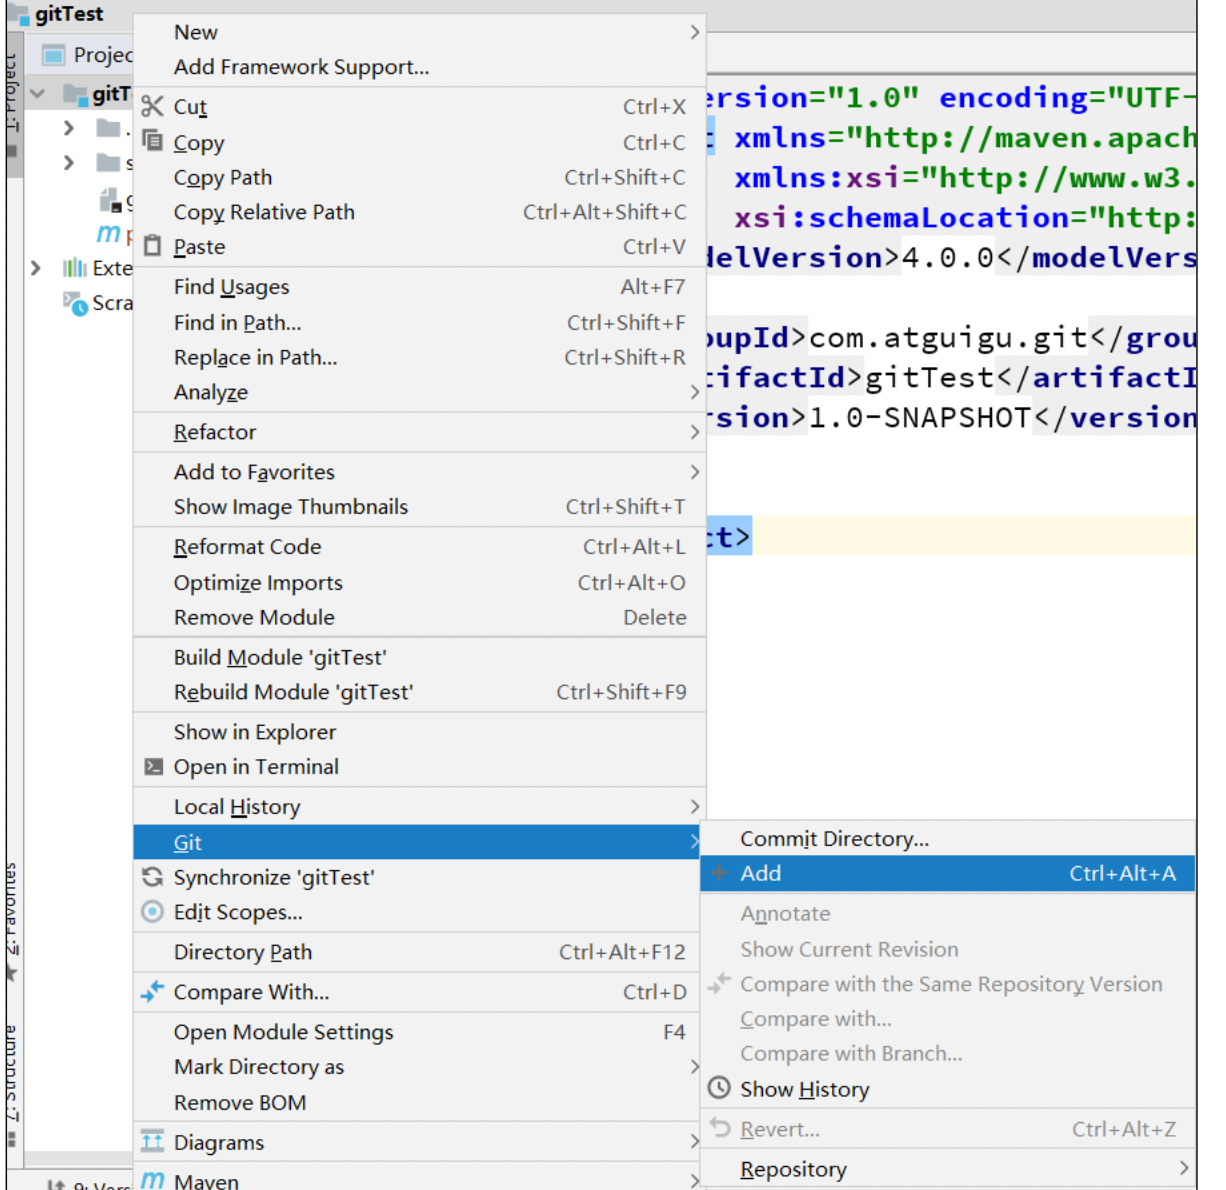 gitTest
1: Project
Projec
gitT
.
s
g
p
Exte
Scra
2: Favorites
7: Structure
9: Vers
New
Add Framework Support...
Cut Ctrl+X
Copy Ctrl+C
Copy Path Ctrl+Shift+C
Copy Relative Path Ctrl+Alt+Shift+C
Paste Ctrl+V
Find Usages Alt+F7
Find in Path... Ctrl+Shift+F
Replace in Path... Ctrl+Shift+R
Analyze
Refactor
Add to Favorites
Show Image Thumbnails Ctrl+Shift+T
Reformat Code Ctrl+Alt+L
Optimize Imports Ctrl+Alt+O
Remove Module Delete
Build Module 'gitTest'
Rebuild Module 'gitTest' Ctrl+Shift+F9
Show in Explorer
Open in Terminal
Local History
Git
Synchronize 'gitTest'
Edit Scopes...
Directory Path Ctrl+Alt+F12
Compare With... Ctrl+D
Open Module Settings F4
Mark Directory as
Remove BOM
Diagrams
Maven
ersion="1.0" encoding="UTF-
t xmlns="http://maven.apach
xmlns:xsi="http://www.w3.
xsi:schemaLocation="http:
delVersion>4.0.0</modelVers
oupId>com.atguigu.git</grou
tifactId>gitTest</artifactI
rsion>1.0-SNAPSHOT</version
ct>
Commit Directory...
Add Ctrl+Alt+A
Annotate
Show Current Revision
Compare with the Same Repository Version
Compare with...
Compare with Branch...
Show History
Revert... Ctrl+Alt+Z
Repository